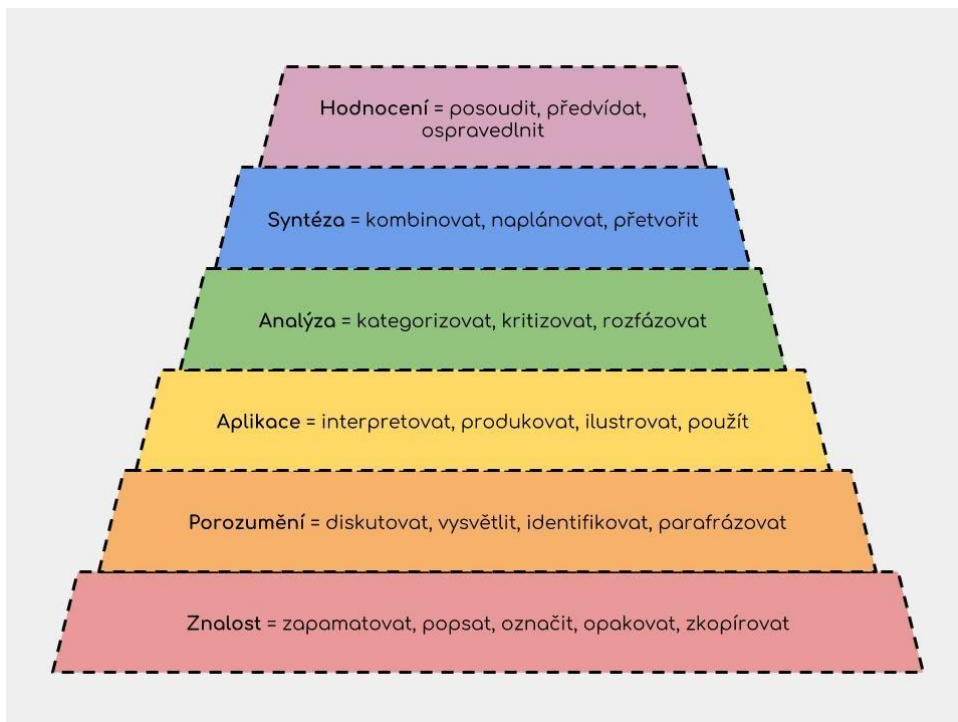 Hodnocení = posoudit, předvídat,
ospravedlnit
Syntéza = kombinovat, naplánovat, přetvořit
Analýza = kategorizovat, kritizovat, rozfázovat
Aplikace = interpretovat, produkovat, ilustrovat, použít
Porozumění = diskutovat, vysvětlit, identifikovat, parafrázovat
Znalost = zapamatovat, popsat, označit, opakovat, zkopírovat